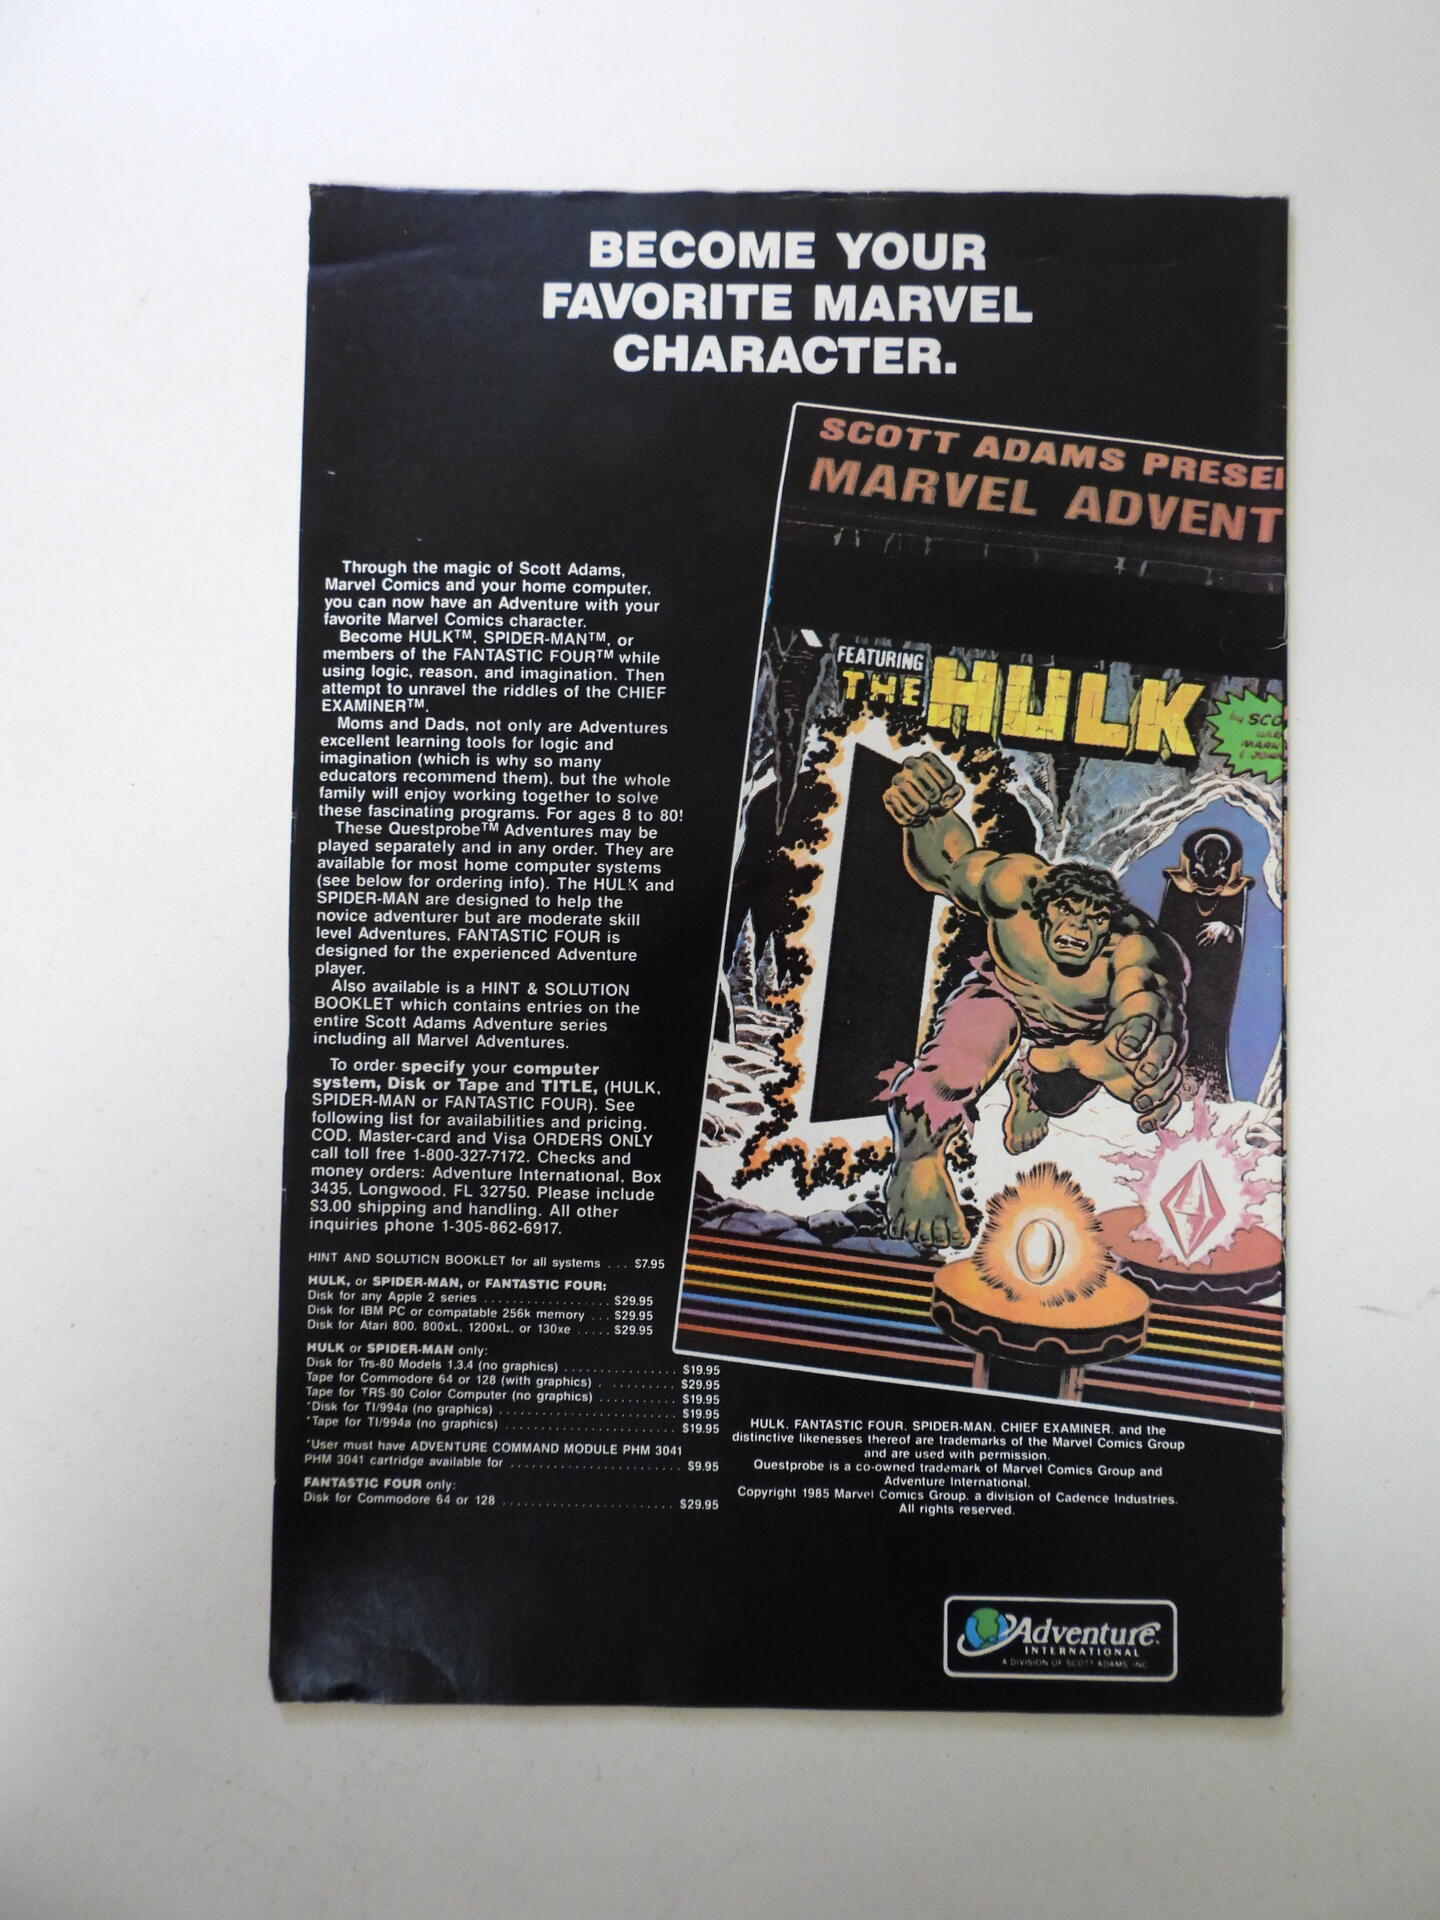 BECOME YOUR
FAVORITE MARVEL
CHARACTER.
SCOTT ADAMS PRESE
MARVEL ADVENT
FEATURING
THE HULK
by SCO
MARK
Through the magic of Scott Adams,
Marvel Comics and your home computer,
you can now have an Adventure with your
favorite Marvel Comics character.
Become HULK™, SPIDER-MAN™, or
members of the FANTASTIC FOUR™ while
using logic, reason, and imagination. Then
attempt to unravel the riddles of the CHIEF
EXAMINER™.
Moms and Dads, not only are Adventures
excellent learning tools for logic and
imagination (which is why so many
educators recommend them), but the whole
family will enjoy working together to solve
these fascinating programs. For ages 8 to 80!
These Questprobe™ Adventures may be
played separately and in any order. They are
available for most home computer systems
(see below for ordering info). The HULK and
SPIDER-MAN are designed to help the
novice adventurer but are moderate skill
level Adventures, FANTASTIC FOUR is
designed for the experienced Adventure
player.
Also available is a HINT & SOLUTION
BOOKLET which contains entries on the
entire Scott Adams Adventure series
including all Marvel Adventures.
To order specify your computer
system, Disk or Tape and TITLE, (HULK,
SPIDER-MAN or FANTASTIC FOUR). See
following list for availabilities and pricing.
COD, Master-card and Visa ORDERS ONLY
call toll free 1-800-327-7172. Checks and
money orders: Adventure International, Box
3435, Longwood, FL 32750. Please include
$3.00 shipping and handling. All other
inquiries phone 1-305-862-6917.
HINT AND SOLUTION BOOKLET for all systems ... $7.95
HULK, or SPIDER-MAN, or FANTASTIC FOUR:
Disk for any Apple 2 series .................. $29.95
Disk for IBM PC or compatable 256k memory ... $29.95
Disk for Atari 800, 800xL, 1200xL, or 130xe ..... $29.95
HULK or SPIDER-MAN only:
Disk for Trs-80 Models 1,3,4 (no graphics) ................ $19.95
Tape for Commodore 64 or 128 (with graphics) . .......... $29.95
Tape for TRS-80 Color Computer (no graphics) ........... $19.95
*Disk for TI/994a (no graphics) ......................... $19.95
*Tape for TI/994a (no graphics) ......................... $19.95
*User must have ADVENTURE COMMAND MODULE PHM 3041
PHM 3041 cartridge available for ........................ $9.95
FANTASTIC FOUR only:
Disk for Commodore 64 or 128 ........................ $29.95
HULK, FANTASTIC FOUR, SPIDER-MAN, CHIEF EXAMINER, and the
distinctive likenesses thereof are trademarks of the Marvel Comics Group
and are used with permission.
Questprobe is a co-owned trademark of Marvel Comics Group and
Adventure International.
Copyright 1985 Marvel Comics Group, a division of Cadence Industries.
All rights reserved.
Adventure
INTERNATIONAL
A DIVISION OF SCOTT ADAMS, INC.